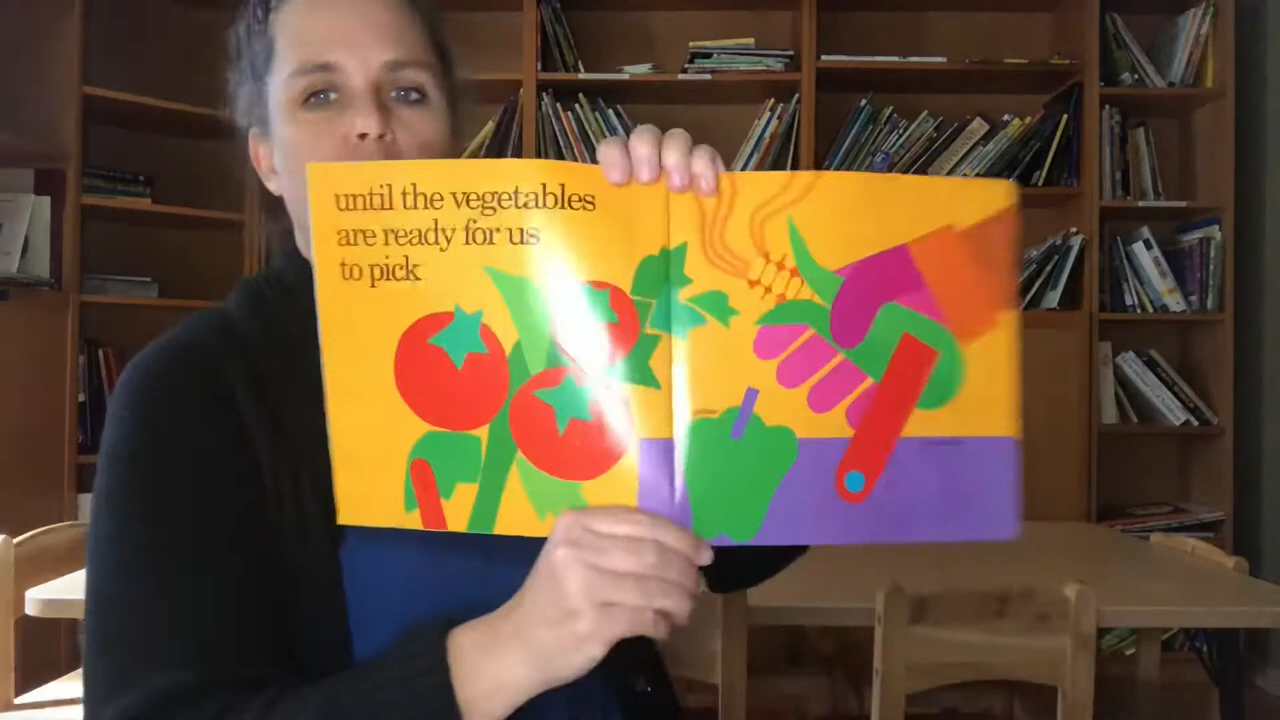 until the vegetables
are ready for us
to pick